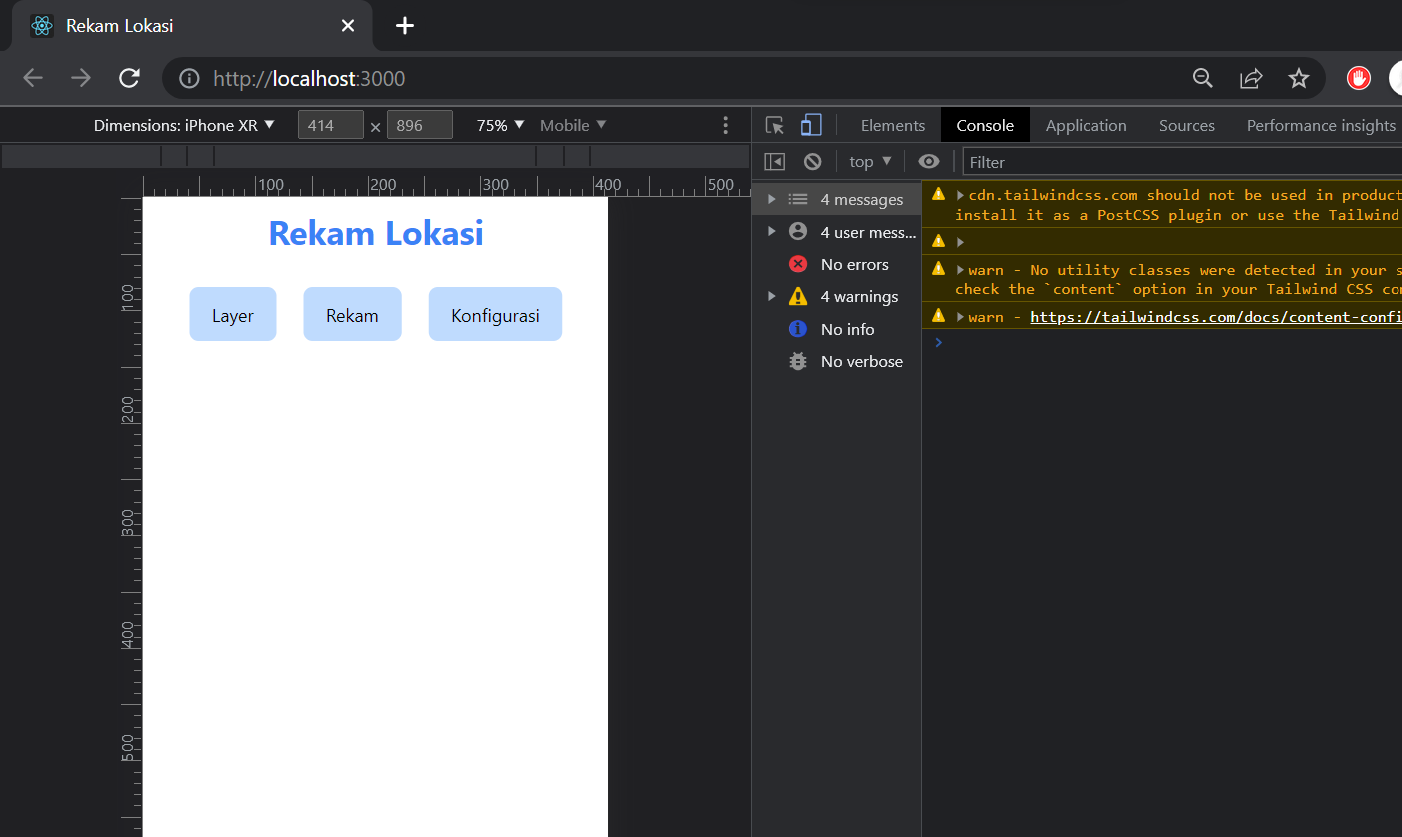 Rekam Lokasi
http://localhost:3000
Dimensions: iPhone XR
414 × 896
75%
Mobile
Elements
Console
Application
Sources
Performance insights
top
Filter
100 200 300 400 500
4 messages
4 user mess...
No errors
4 warnings
No info
No verbose
cdn.tailwindcss.com should not be used in product
install it as a PostCSS plugin or use the Tailwind
warn - No utility classes were detected in your s
check the `content` option in your Tailwind CSS co
warn - https://tailwindcss.com/docs/content-confi
Rekam Lokasi
Layer
Rekam
Konfigurasi
100
200
300
400
500